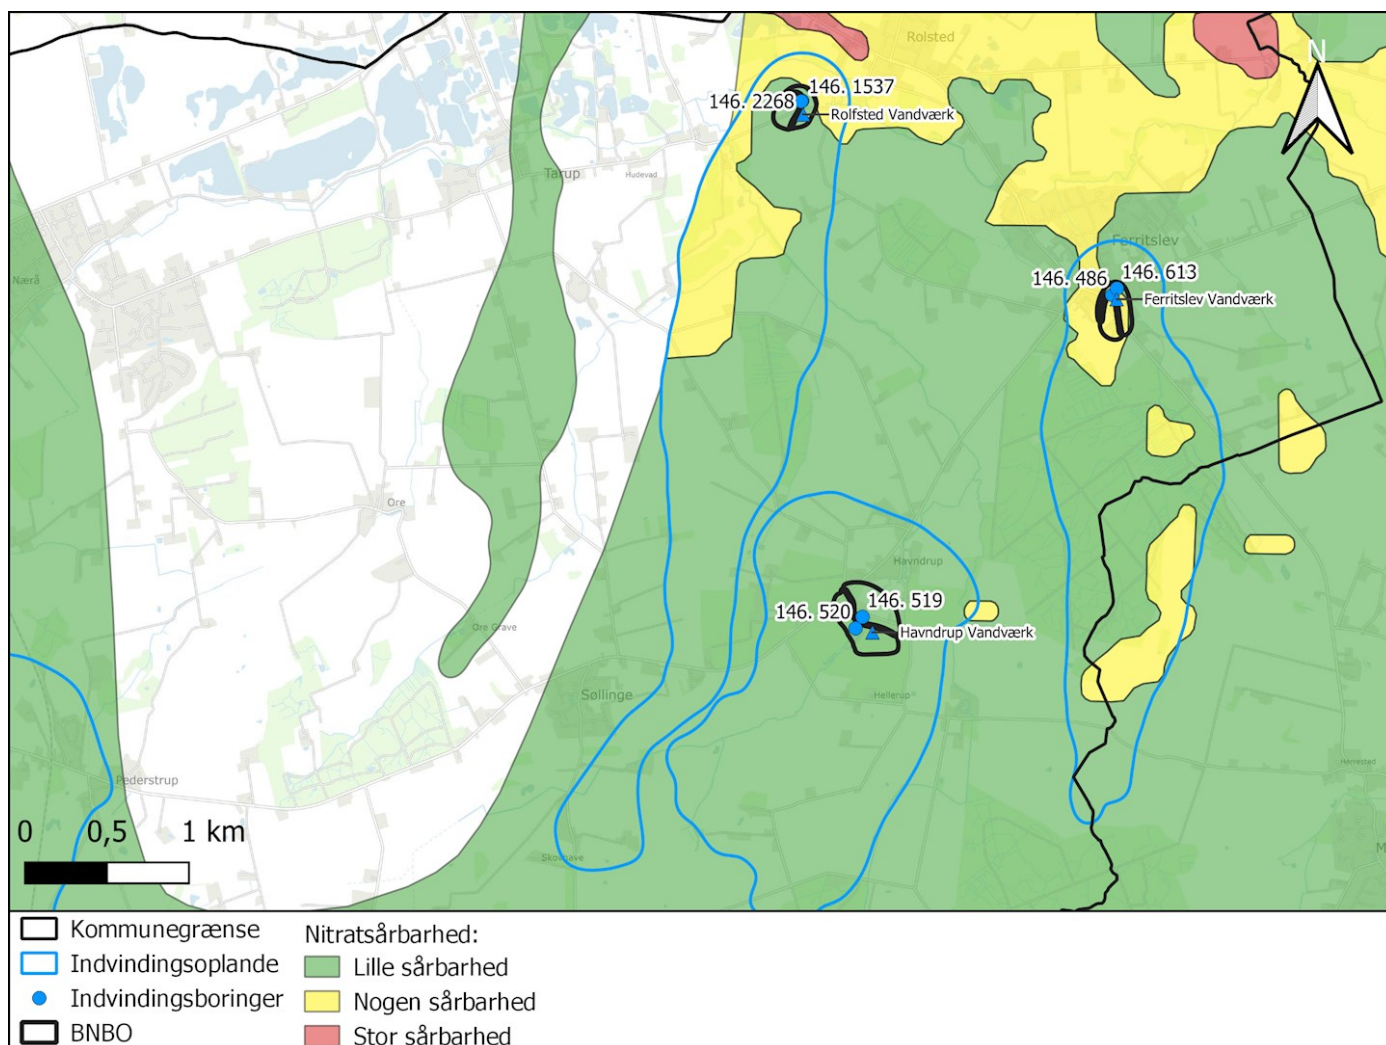 Rolsted
N
146. 1537
146. 2268
Rolfsted Vandværk
Tarup
Hudevad
Ferritslev
Nærå
146. 613
146. 486
Ferritslev Vandværk
Ore
Havndrup
146. 519
146. 520
Havndrup Vandværk
Ore Grave
Søllinge
Hellerup
Pederstrup
Hørrested
0 0,5 1 km
Skovhave
M
Kommunegrænse
Indvindingsoplande
Indvindingsboringer
BNBO
Nitratsårbarhed:
Lille sårbarhed
Nogen sårbarhed
Stor sårbarhed